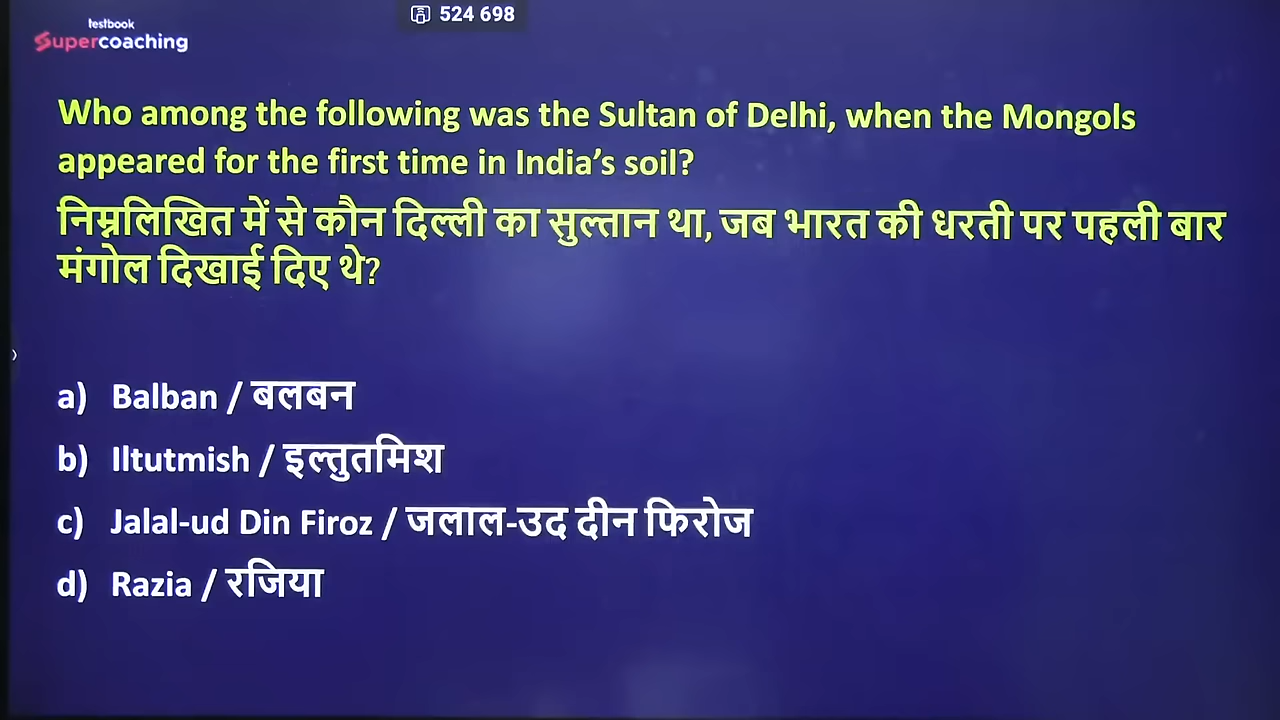 524 698
testbook
Supercoaching
Who among the following was the Sultan of Delhi, when the Mongols
appeared for the first time in India's soil?
निम्नलिखित में से कौन दिल्ली का सुल्तान था, जब भारत की धरती पर पहली बार
मंगोल दिखाई दिए थे?
a) Balban / बलबन
b) Iltutmish / इल्तुतमिश
c) Jalal-ud Din Firoz / जलाल-उद दीन फिरोज
d) Razia / रजिया